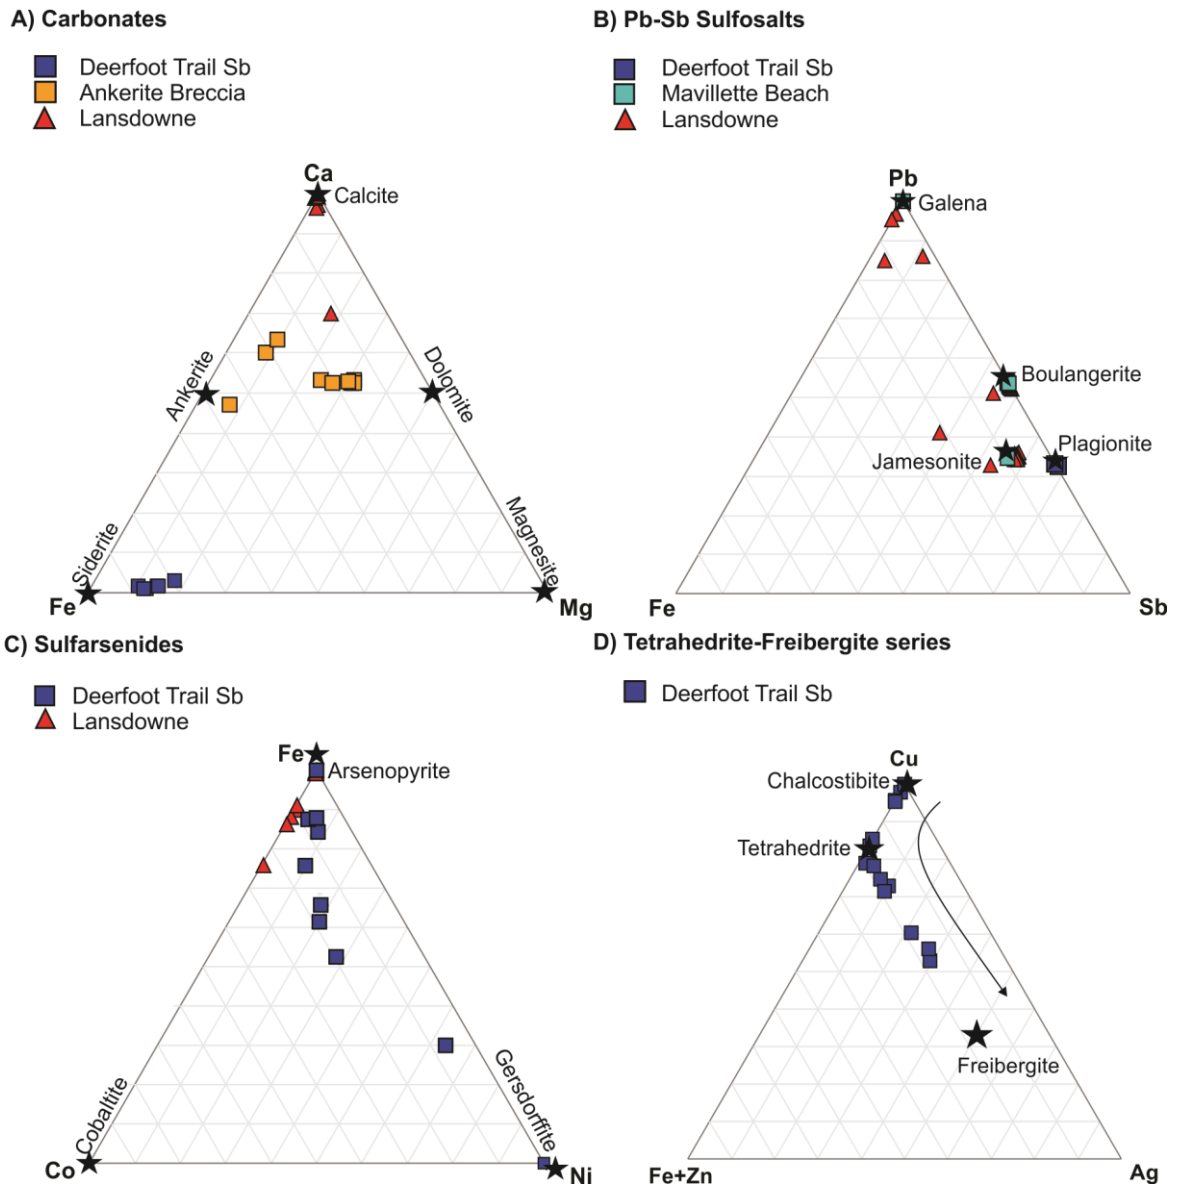 A) Carbonates
Deerfoot Trail Sb
Ankerite Breccia
Lansdowne
Ca
Calcite
Ankerite
Dolomite
Siderite
Magnesite
Fe
Mg
B) Pb-Sb Sulfosalts
Deerfoot Trail Sb
Mavillette Beach
Lansdowne
Pb
Galena
Boulangerite
Plagionite
Jamesonite
Fe
Sb
C) Sulfarsenides
Deerfoot Trail Sb
Lansdowne
Fe
Arsenopyrite
Cobaltite
Gersdorffite
Co
Ni
D) Tetrahedrite-Freibergite series
Deerfoot Trail Sb
Cu
Chalcostibite
Tetrahedrite
Freibergite
Fe+Zn
Ag